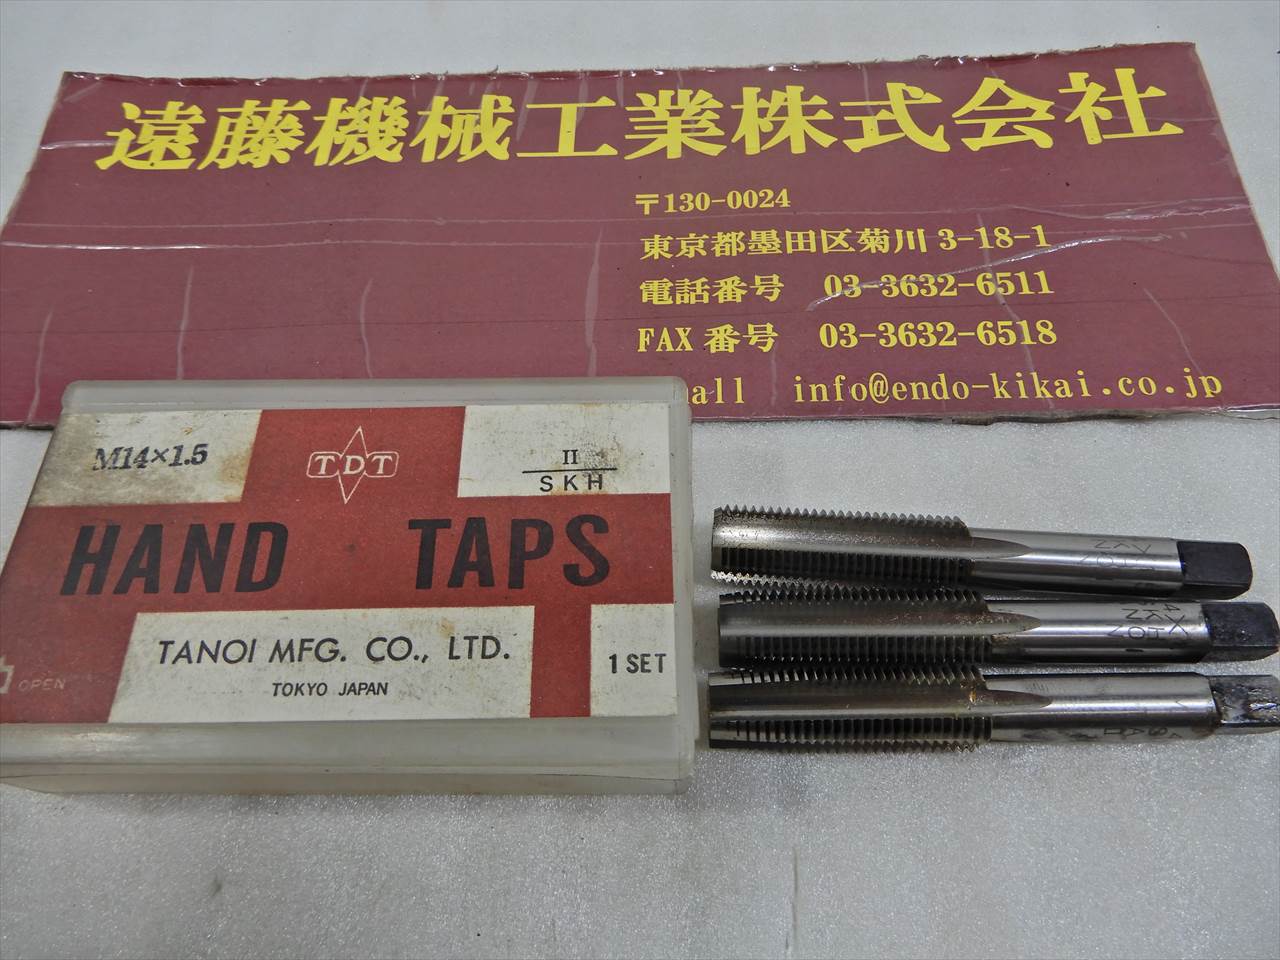 遠藤機械工業株式会社
〒130-0024
東京都墨田区菊川 3-18-1
電話番号 03-3632-6511
FAX 番号 03-3632-6518
info@endo-kikai.co.jp
M14×1.5
TDT
II
SKH
HAND TAPS
TANOI MFG. CO., LTD.
TOKYO JAPAN
1 SET
OPEN